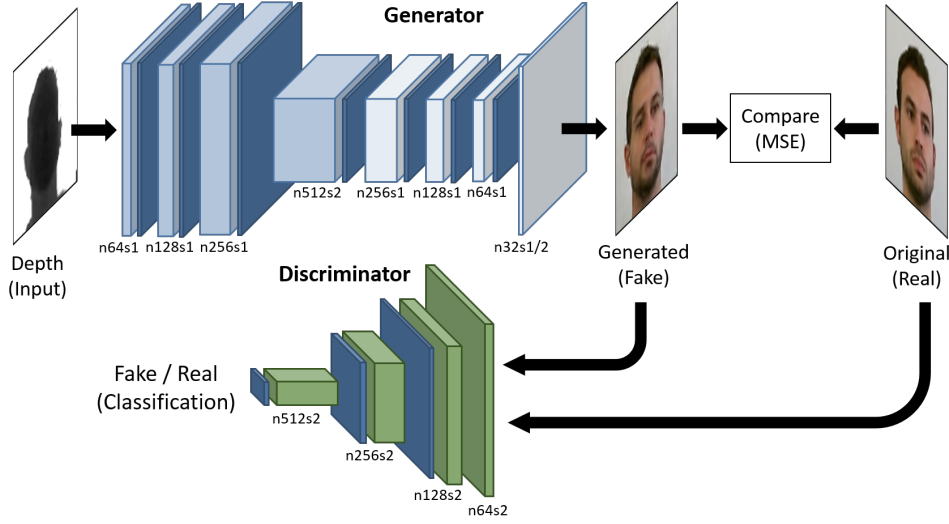 Generator
Compare
(MSE)
n512s2
n256s1
n128s1
n64s1
n64s1
n128s1
n256s1
n32s1/2
Depth
(Input)
Generated
(Fake)
Original
(Real)
Discriminator
Fake / Real
(Classification)
n512s2
n256s2
n128s2
n64s2